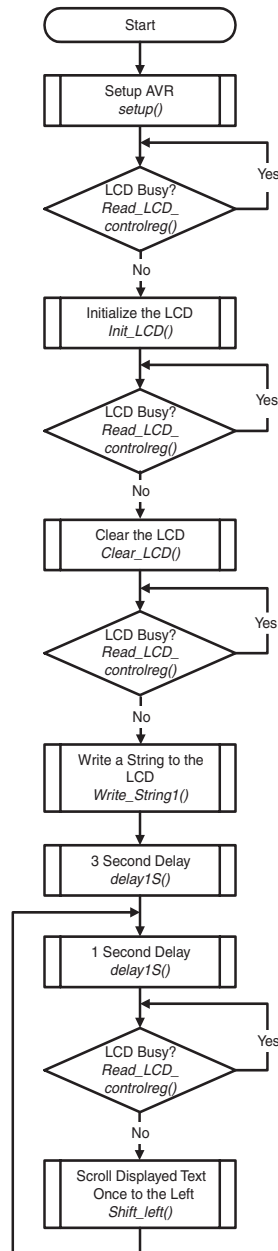 Start
Setup AVR
setup()
Yes
LCD Busy?
Read_LCD_
controlreg()
No
Initialize the LCD
Init_LCD()
Yes
LCD Busy?
Read_LCD_
controlreg()
No
Clear the LCD
Clear_LCD()
Yes
LCD Busy?
Read_LCD_
controlreg()
No
Write a String to the
LCD
Write_String1()
3 Second Delay
delay1S()
1 Second Delay
delay1S()
Yes
LCD Busy?
Read_LCD_
controlreg()
No
Scroll Displayed Text
Once to the Left
Shift_left()